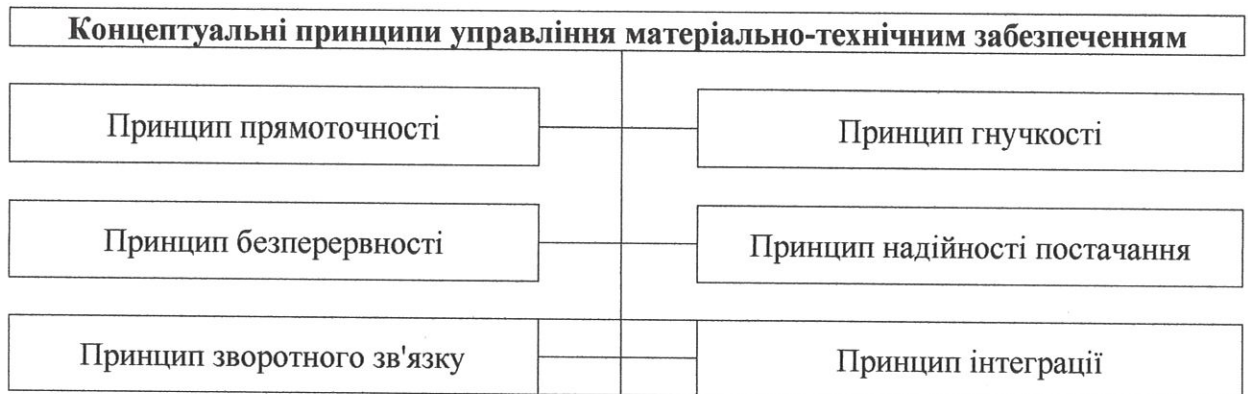 Концептуальні принципи управління матеріально-технічним забезпеченням
Принцип прямоточності
Принцип гнучкості
Принцип безперервності
Принцип надійності постачання
Принцип зворотного зв'язку
Принцип інтеграції